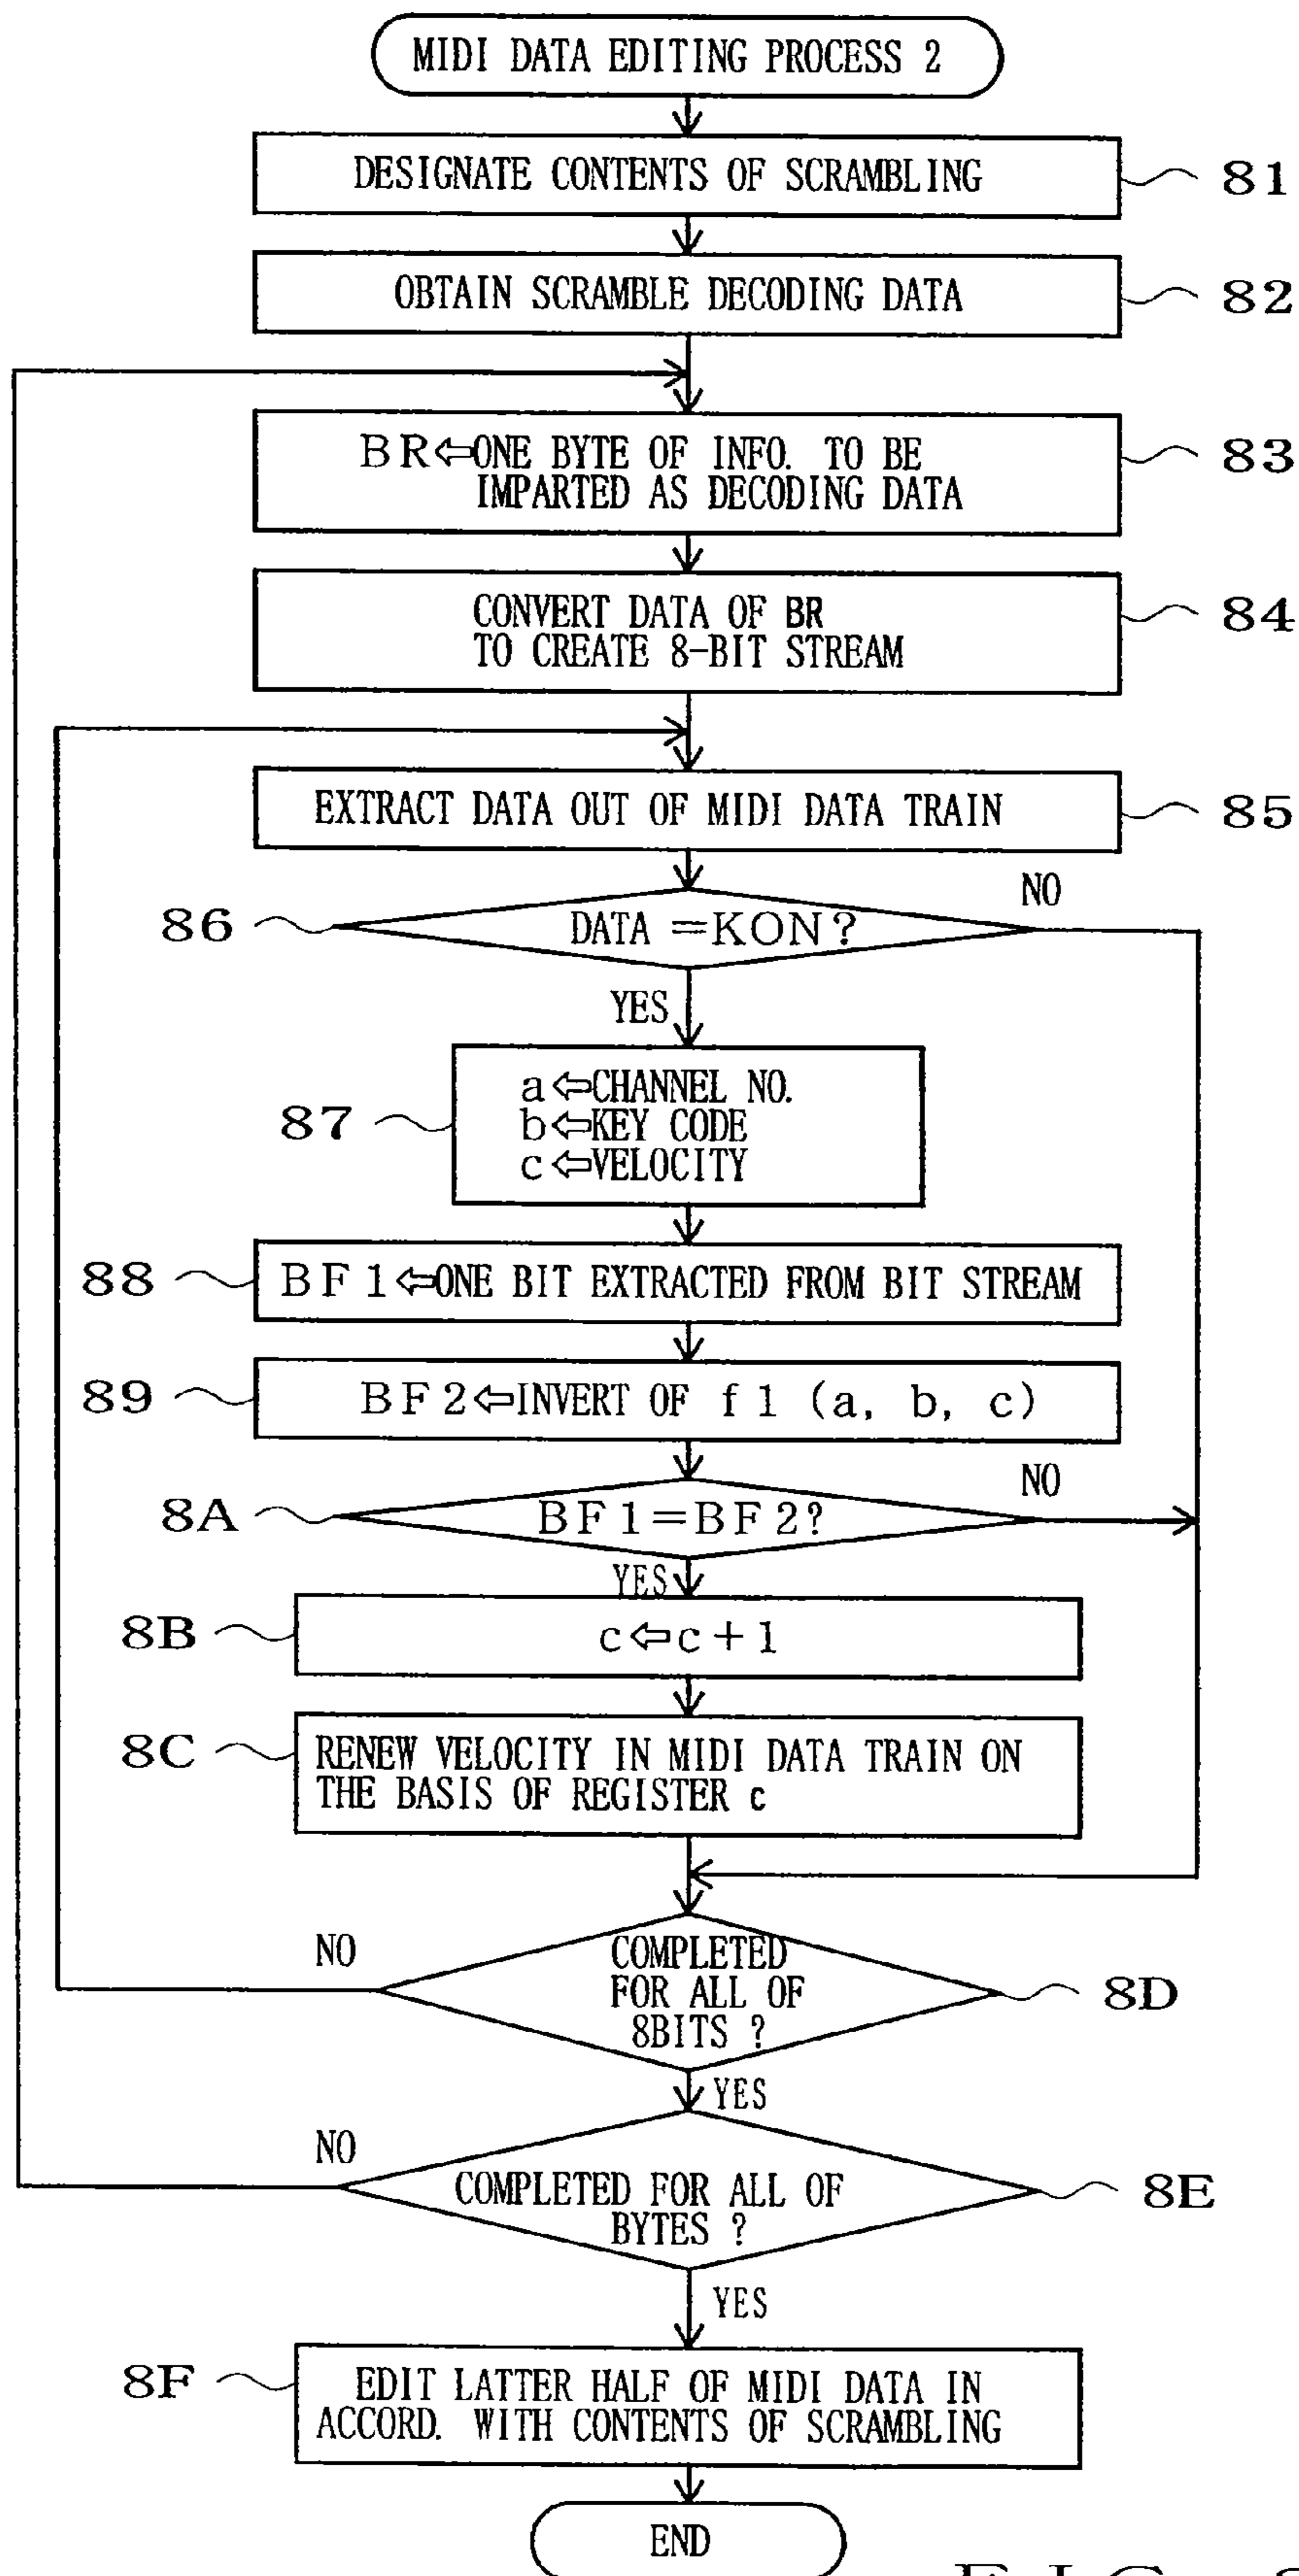 MIDI DATA EDITING PROCESS 2
DESIGNATE CONTENTS OF SCRAMBLING
81
OBTAIN SCRAMBLE DECODING DATA
82
BR⇦ONE BYTE OF INFO. TO BE
IMPARTED AS DECODING DATA
83
CONVERT DATA OF BR
TO CREATE 8-BIT STREAM
84
EXTRACT DATA OUT OF MIDI DATA TRAIN
85
NO
86
DATA =KON?
YES
87
a⇦CHANNEL NO.
b⇦KEY CODE
c⇦VELOCITY
88
BF1⇦ONE BIT EXTRACTED FROM BIT STREAM
89
BF2⇦INVERT OF f1 (a, b, c)
NO
8A
BF1=BF2?
YES
8B
c⇦c+1
8C
RENEW VELOCITY IN MIDI DATA TRAIN ON
THE BASIS OF REGISTER c
NO
COMPLETED
FOR ALL OF
8BITS ?
8D
YES
NO
COMPLETED FOR ALL OF
BYTES ?
8E
YES
8F
EDIT LATTER HALF OF MIDI DATA IN
ACCORD. WITH CONTENTS OF SCRAMBLING
END